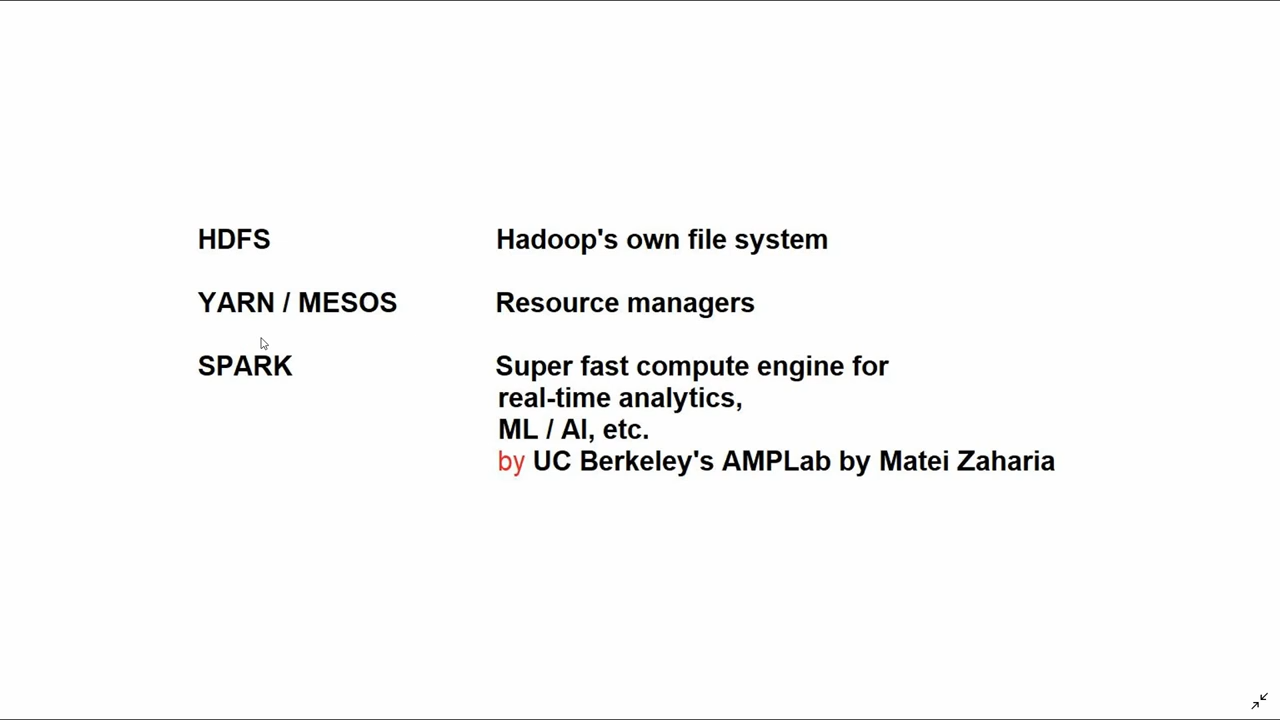 HDFS Hadoop's own file system
YARN / MESOS Resource managers
SPARK Super fast compute engine for
real-time analytics,
ML / AI, etc.
by UC Berkeley's AMPLab by Matei Zaharia